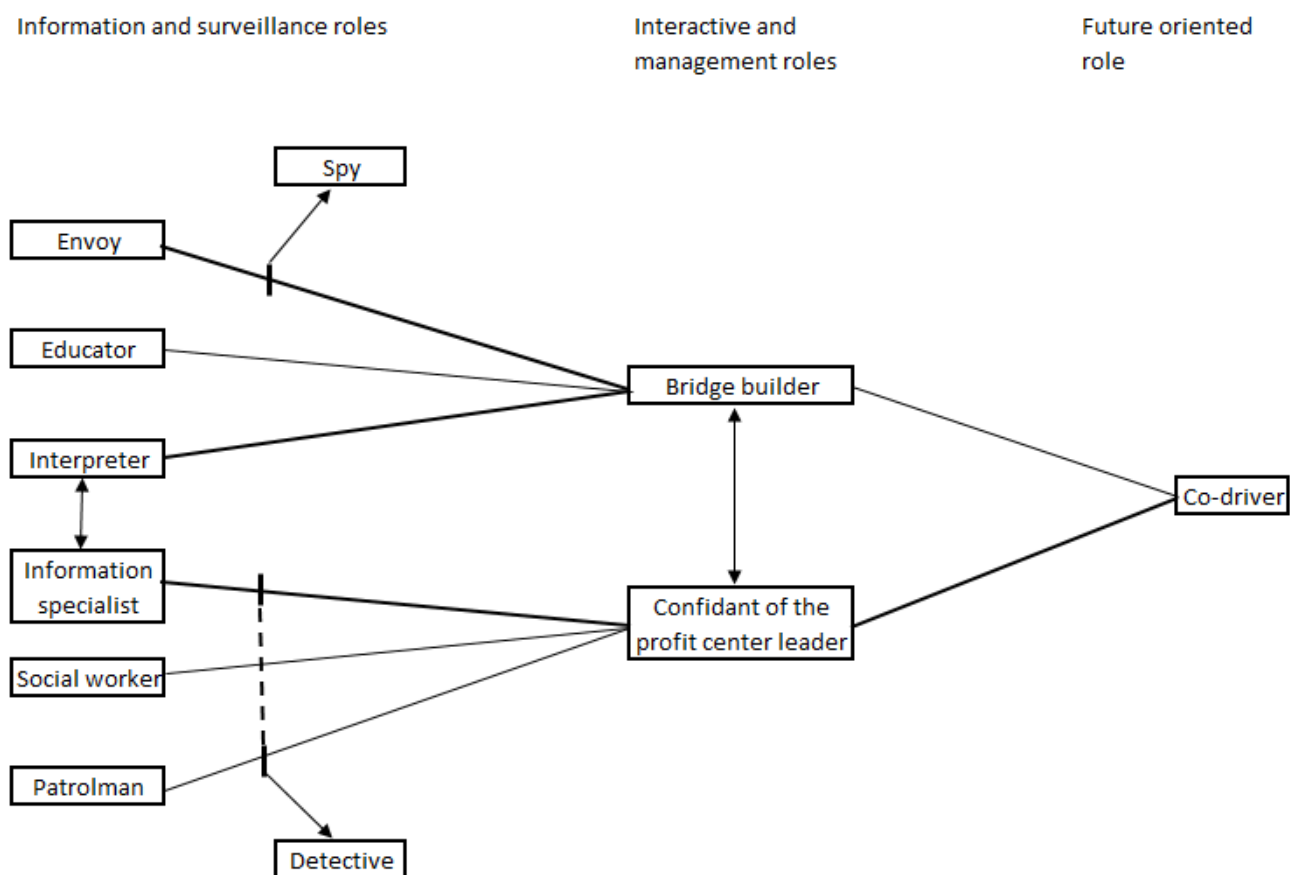 Information and surveillance roles
Interactive and
management roles
Future oriented
role
Spy
Envoy
Educator
Bridge builder
Interpreter
Co-driver
Information
specialist
Confidant of the
profit center leader
Social worker
Patrolman
Detective